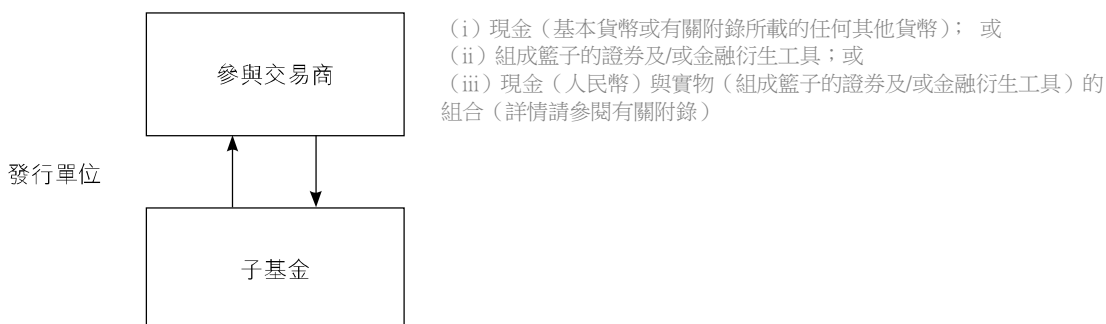 (i)現金(基本貨幣或有關附錄所載的任何其他貨幣); 或
(ii)組成籃子的證券及/或金融衍生工具;或
(iii)現金(人民幣)與實物(組成籃子的證券及/或金融衍生工具)的
組合(詳情請參閱有關附錄)
參與交易商
發行單位
子基金